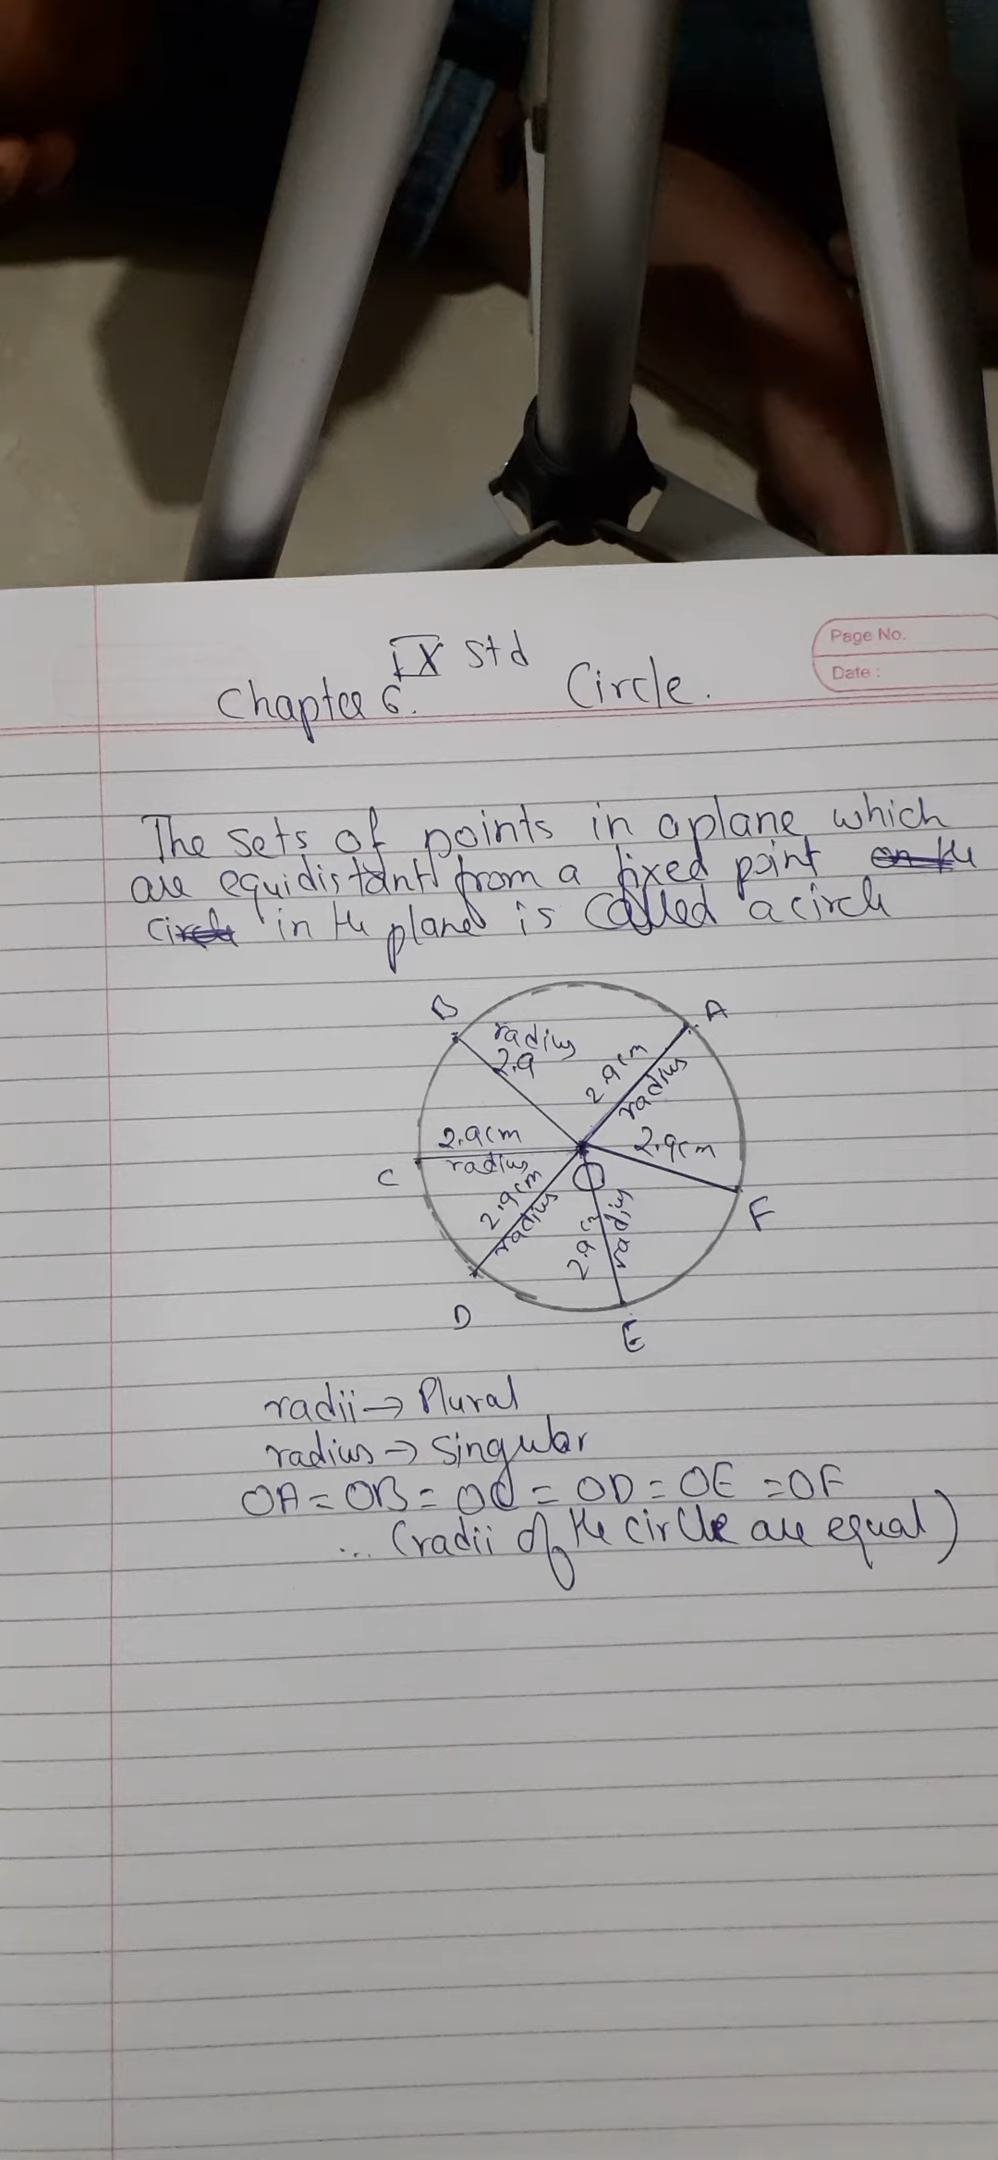 IX std
Page No.
Chapter 6. Circle.
Date :
The sets of points in a plane which
are equidistant from a fixed point on the
circle in the plane is called a circle
B
A
radius
2.9
2.9cm
radius
2.9cm
radius
2.9cm
C
2.9cm
radius
O
F
2.9cm
radius
D
E
radii → Plural
radius → Singular
OA = OB = OC = OD = OE = OF
... (radii of the circle are equal)